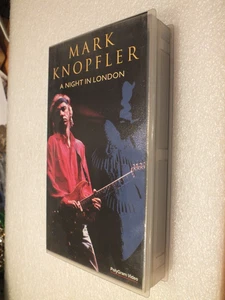 MARK
KNOPFLER
A NIGHT IN LONDON
PolyGram Video